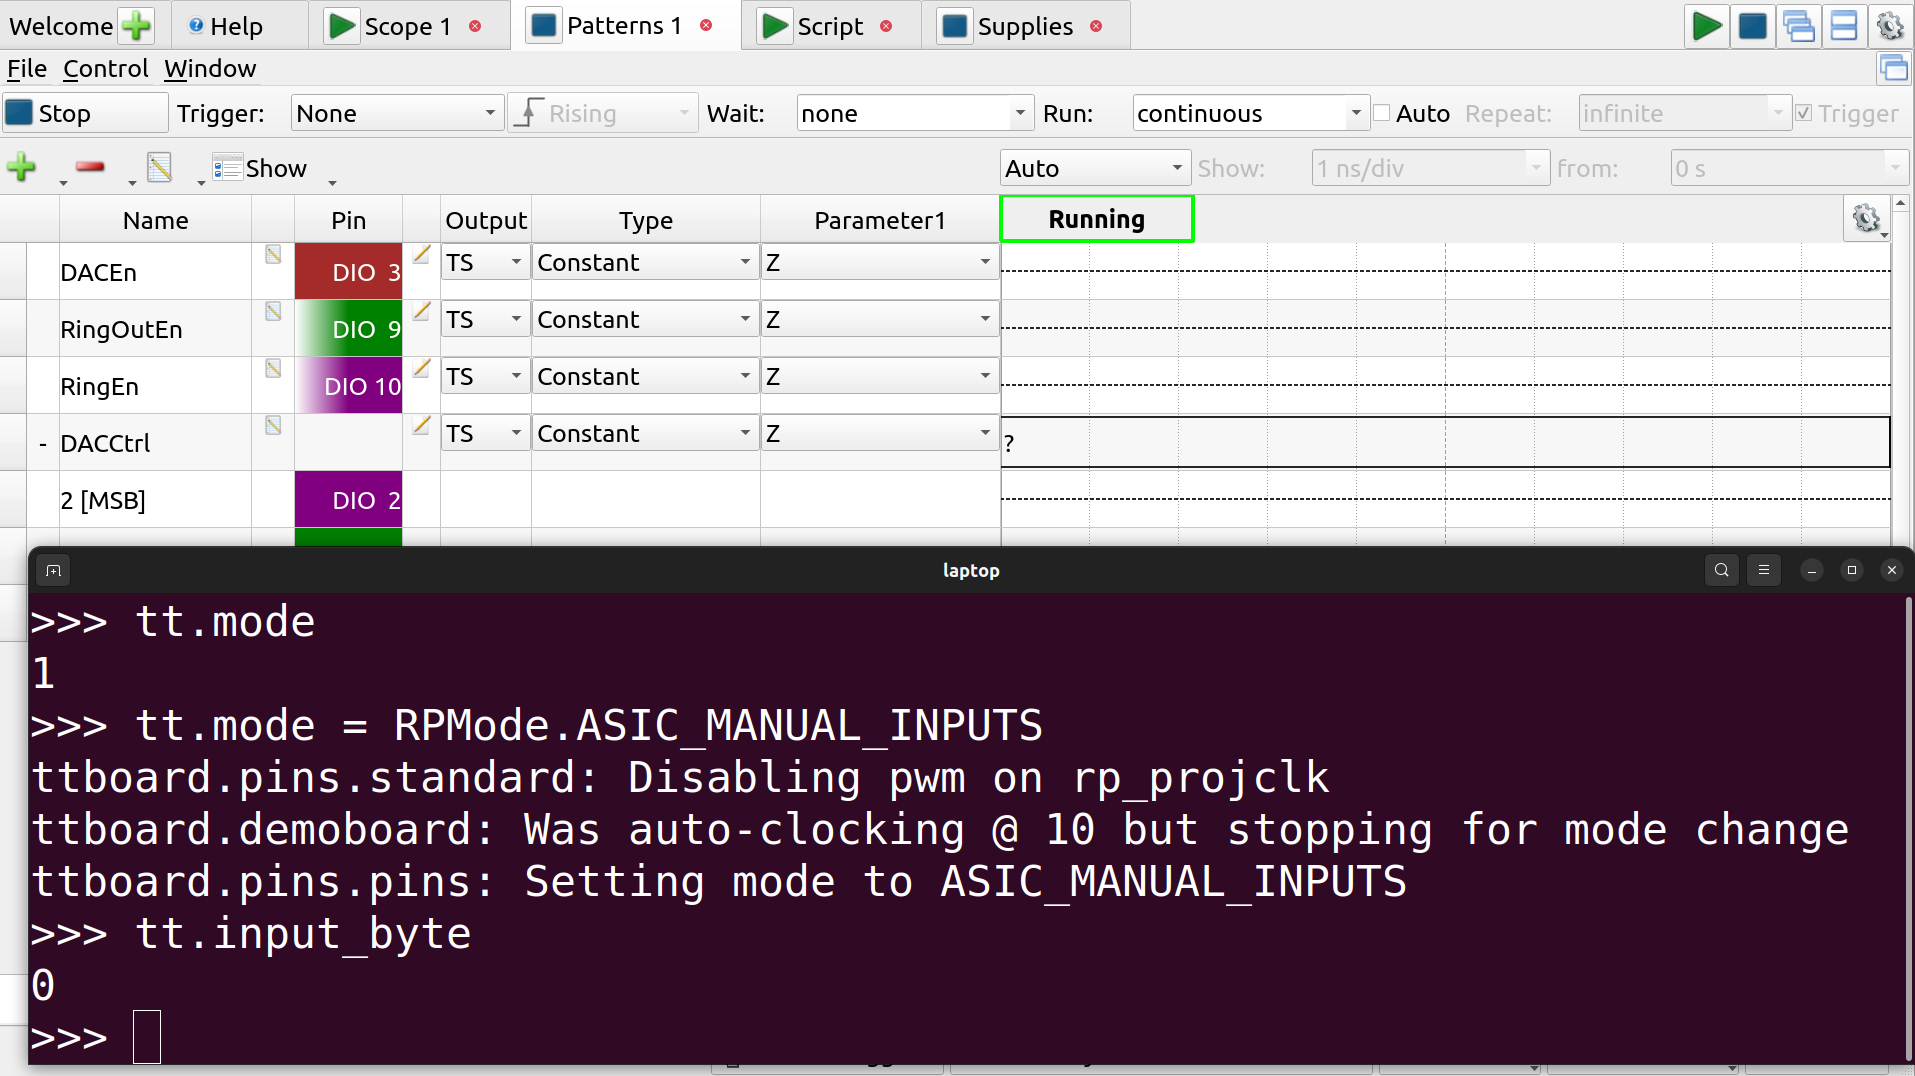 Welcome Help Scope 1 Patterns 1 Script Supplies
File Control Window
Stop Trigger: None Rising Wait: none Run: continuous Auto Repeat: infinite Trigger
Show Auto Show: 1 ns/div from: 0 s
Name Pin Output Type Parameter1 Running
DACEn DIO 3 TS Constant Z
RingOutEn DIO 9 TS Constant Z
RingEn DIO 10 TS Constant Z
- DACCtrl TS Constant Z ?
2 [MSB] DIO 2
laptop
>>> tt.mode
1
>>> tt.mode = RPMode.ASIC_MANUAL_INPUTS
ttboard.pins.standard: Disabling pwm on rp_projclk
ttboard.demoboard: Was auto-clocking @ 10 but stopping for mode change
ttboard.pins.pins: Setting mode to ASIC_MANUAL_INPUTS
>>> tt.input_byte
0
>>>